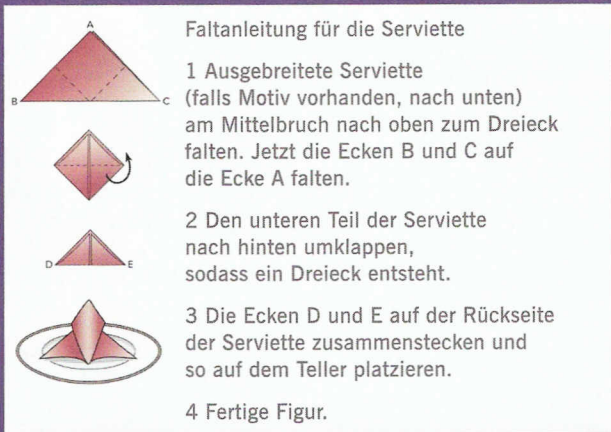 Faltanleitung für die Serviette
A
B
C
1 Ausgebreitete Serviette
(falls Motiv vorhanden, nach unten)
am Mittelbruch nach oben zum Dreieck
falten. Jetzt die Ecken B und C auf
die Ecke A falten.
2 Den unteren Teil der Serviette
nach hinten umklappen,
sodass ein Dreieck entsteht.
D
E
3 Die Ecken D und E auf der Rückseite
der Serviette zusammenstecken und
so auf dem Teller platzieren.
4 Fertige Figur.